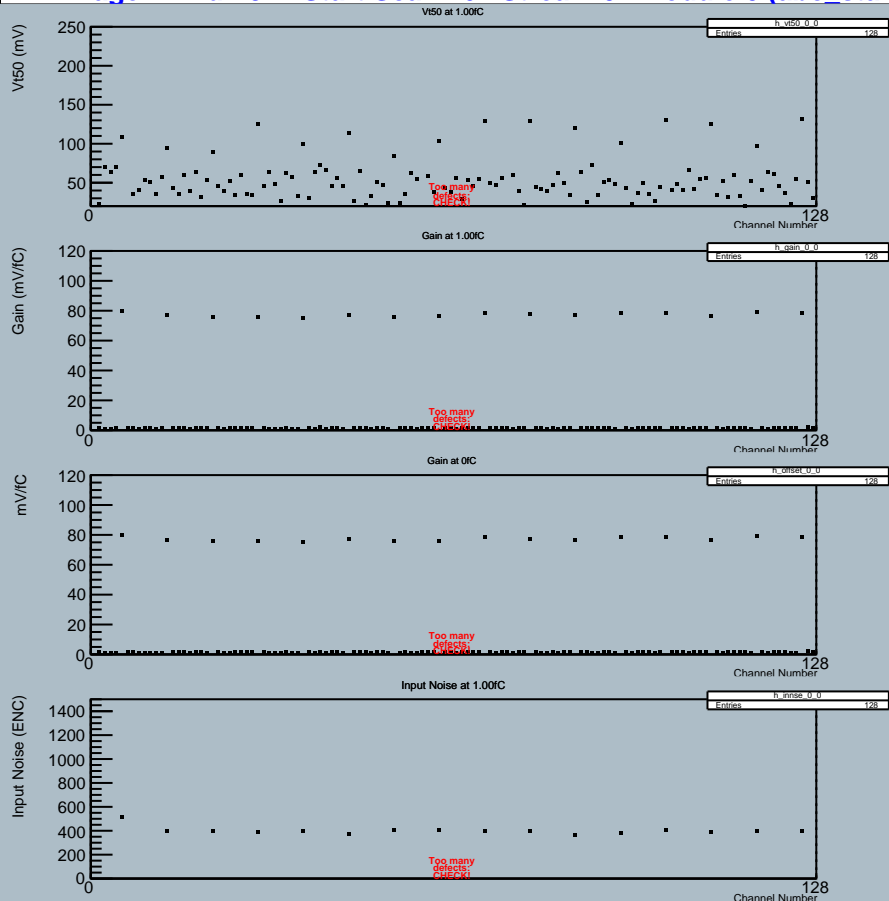 Vt50 at 1.00fC
h_vt50_0_0
Entries 128
Vt50 (mV)
250
200
150
100
50
Too many
defects:
CHECK!
0
128
Channel Number
Gain at 1.00fC
h_gain_0_0
Entries 128
Gain (mV/fC)
120
100
80
60
40
20
0
Too many
defects:
CHECK!
0
128
Channel Number
Gain at 0fC
h_offset_0_0
Entries 128
mV/fC
120
100
80
60
40
20
0
Too many
defects:
CHECK!
0
128
Channel Number
Input Noise at 1.00fC
h_innse_0_0
Entries 128
Input Noise (ENC)
1400
1200
1000
800
600
400
200
0
Too many
defects:
CHECK!
0
128
Channel Number